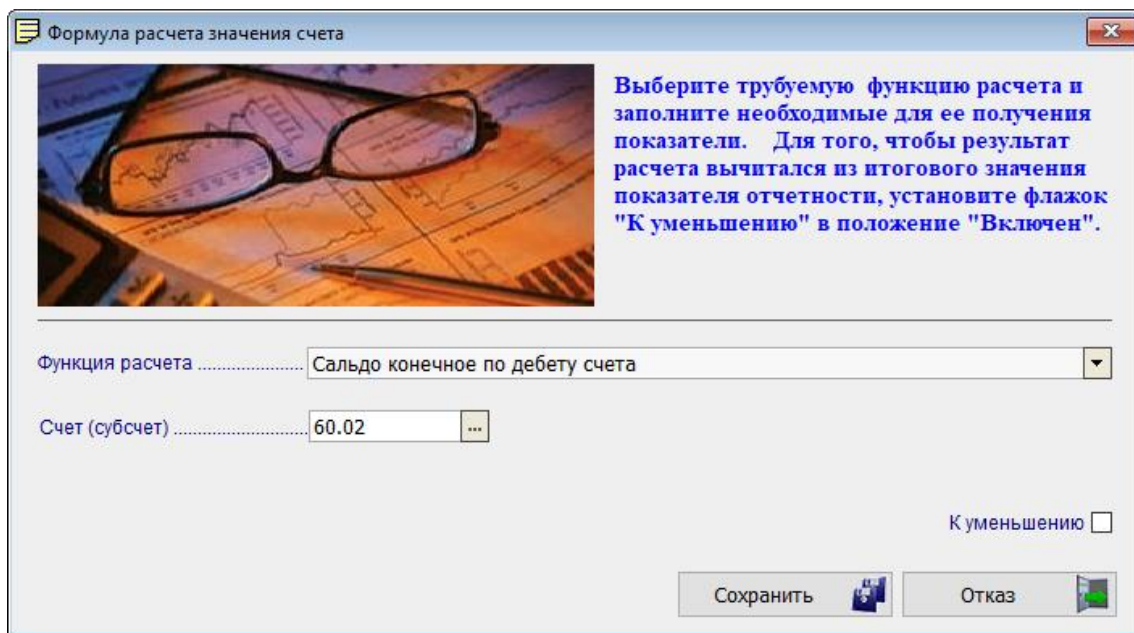 Формула расчета значения счета
Выберите трубуемую функцию расчета и
заполните необходимые для ее получения
показатели. Для того, чтобы результат
расчета вычитался из итогового значения
показателя отчетности, установите флажок
"К уменьшению" в положение "Включен".
Функция расчета ...................... Сальдо конечное по дебету счета
Счет (субсчет) ............................ 60.02 ...
К уменьшению
Сохранить Отказ